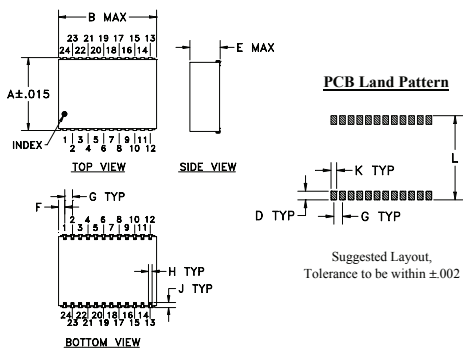 B MAX
23 21 19 17 15 13
24 22 20 18 16 14
E MAX
A±.015
INDEX
1 3 5 7 9 11
2 4 6 8 10 12
TOP VIEW
SIDE VIEW
G TYP
F
2 4 6 8 10 12
1 3 5 7 9 11
H TYP
J TYP
24 22 20 18 16 14
23 21 19 17 15 13
BOTTOM VIEW
PCB Land Pattern
K TYP
L
D TYP
G TYP
Suggested Layout,
Tolerance to be within ±.002